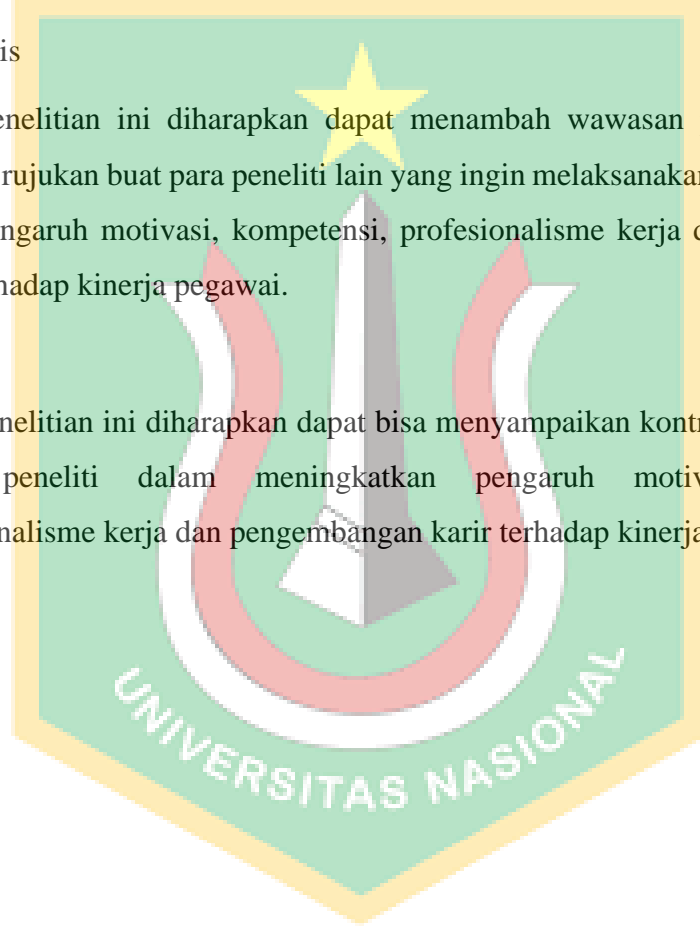 is
enelitian ini diharapkan dapat menambah wawasan
rujukan buat para peneliti lain yang ingin melaksanakan
ngaruh motivasi, kompetensi, profesionalisme kerja d
hadap kinerja pegawai.
nelitian ini diharapkan dapat bisa menyampaikan kontr
peneliti dalam meningkatkan pengaruh motiv
nalisme kerja dan pengembangan karir terhadap kinerja
UNIVERSITAS NASIONAL